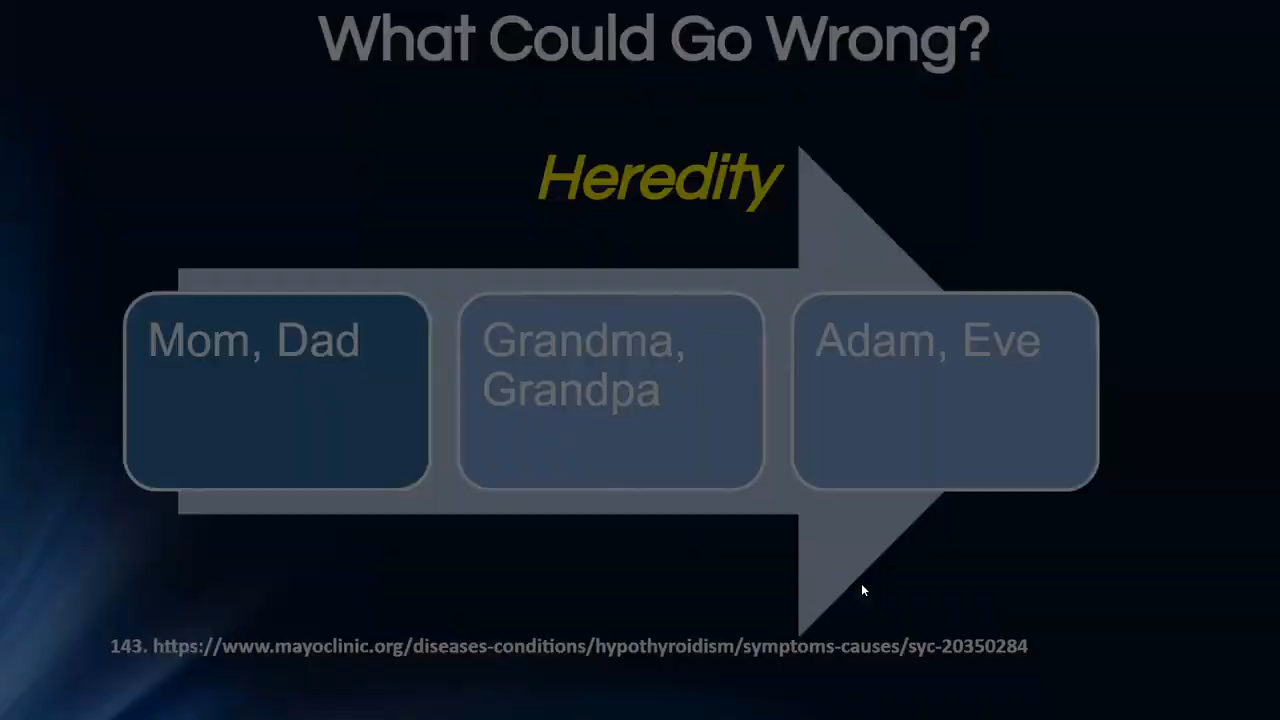 What Could Go Wrong?
Heredity
Mom, Dad
Grandma,
Grandpa
Adam, Eve
143. https://www.mayoclinic.org/diseases-conditions/hypothyroidism/symptoms-causes/syc-20350284